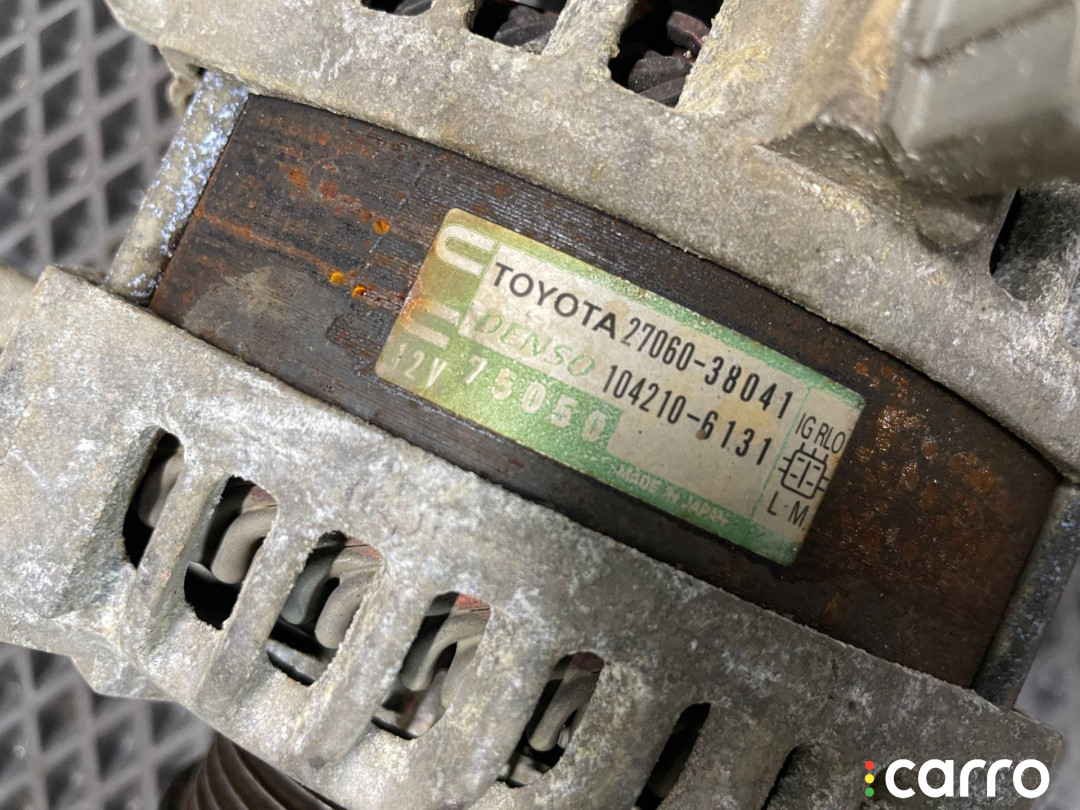 TOYOTA 27060-38041
DENSO 104210-6131
12V 75050
MADE IN JAPAN
IG RLO
L · M
carro